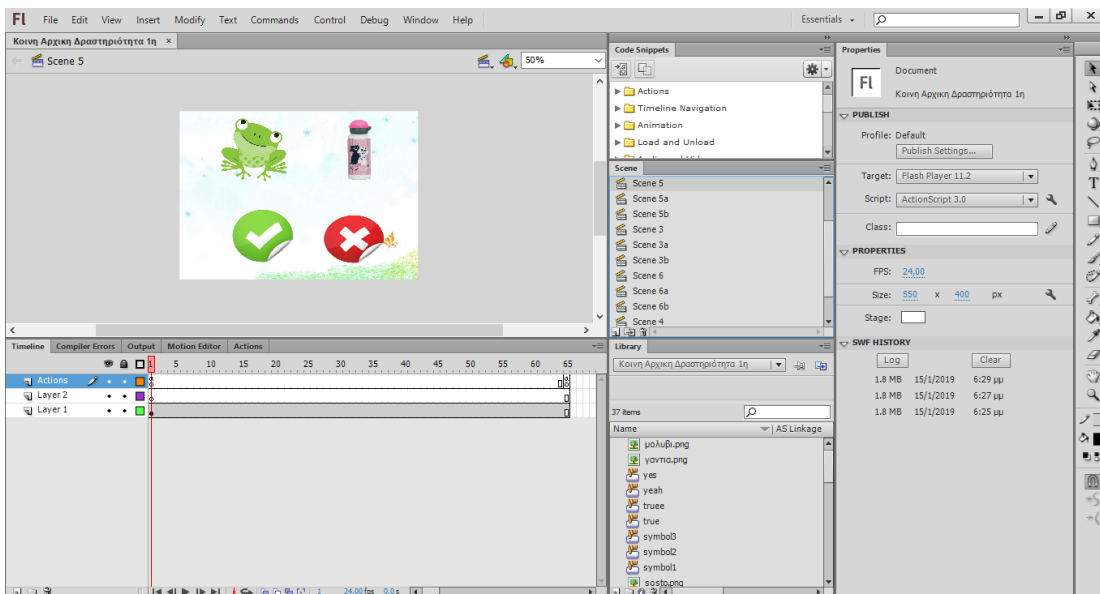 Fl File Edit View Insert Modify Text Commands Control Debug Window Help Essentials
Κοινη Αρχικη Δραστηριότητα 1η ×
Scene 5 50%
Code Snippets
Actions
Timeline Navigation
Animation
Load and Unload
Scene
Scene 5
Scene 5a
Scene 5b
Scene 3
Scene 3a
Scene 3b
Scene 6
Scene 6a
Scene 6b
Scene 4
Properties
Fl
Document
Κοινη Αρχικη Δραστηριότητα 1η
PUBLISH
Profile: Default
Publish Settings...
Target: Flash Player 11.2
Script: ActionScript 3.0
Class:
PROPERTIES
FPS: 24,00
Size: 550 x 400 px
Stage:
SWF HISTORY
Log Clear
1.8 MB 15/1/2019 6:29 μμ
1.8 MB 15/1/2019 6:27 μμ
1.8 MB 15/1/2019 6:25 μμ
Timeline Compiler Errors Output Motion Editor Actions
1 5 10 15 20 25 30 35 40 45 50 55 60 65
Actions
Layer 2
Layer 1
1 24.00 fps 0.0 s
Library
Κοινη Αρχικη Δραστηριότητα 1η
37 items
Name AS Linkage
μολυβι.png
γαντια.png
yes
yeah
truee
true
symbol3
symbol2
symbol1
sosto.png